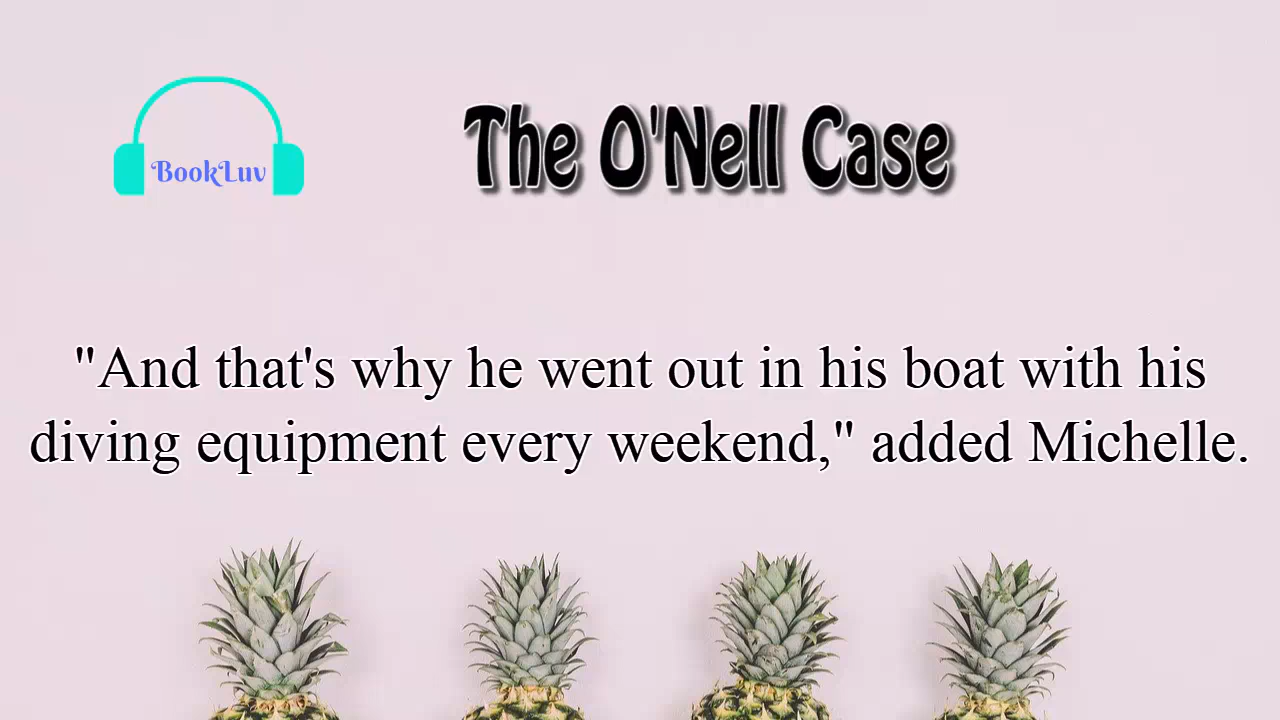 BookLuv
The O'Nell Case
"And that's why he went out in his boat with his
diving equipment every weekend," added Michelle.